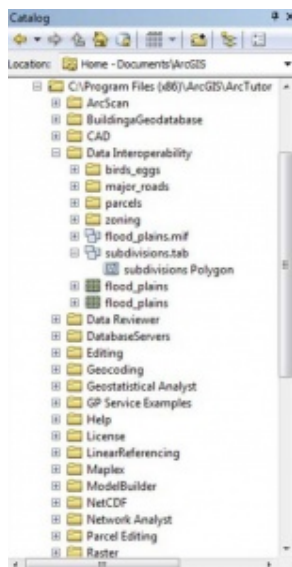 Catalog
Location: Home - Documents\ArcGIS
C:\Program Files (x86)\ArcGIS\ArcTutor
ArcScan
BuildingaGeodatabase
CAD
Data Interoperability
birds_eggs
major_roads
parcels
zoning
flood_plains.mif
subdivisions.tab
subdivisions Polygon
flood_plains
flood_plains
Data Reviewer
DatabaseServers
Editing
Geocoding
Geostatistical Analyst
GP Service Examples
Help
License
LinearReferencing
Maplex
ModelBuilder
NetCDF
Network Analyst
Parcel Editing
Raster